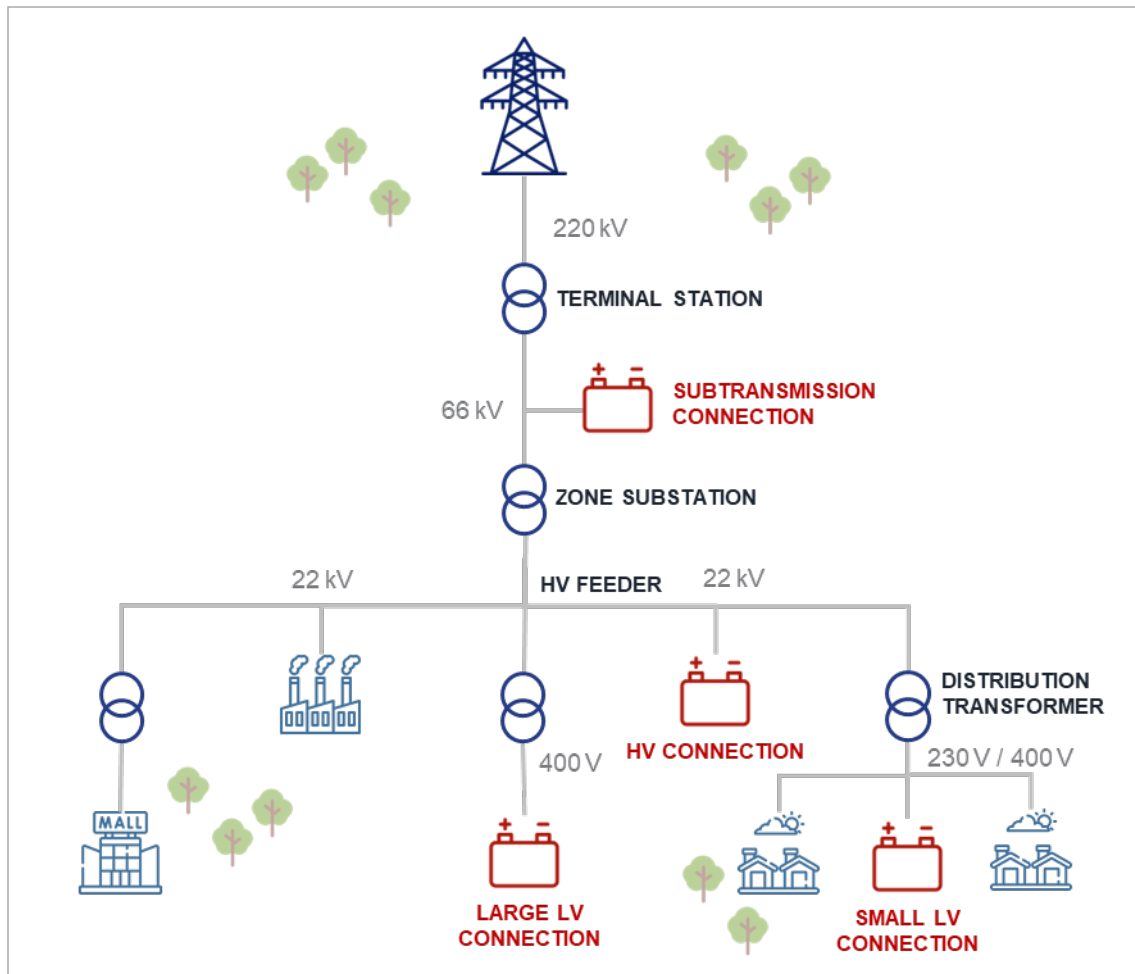 220 kV
TERMINAL STATION
+ −
SUBTRANSMISSION
CONNECTION
66 kV
ZONE SUBSTATION
22 kV
HV FEEDER
22 kV
+ −
HV CONNECTION
DISTRIBUTION
TRANSFORMER
400 V
230 V / 400 V
MALL
+ −
LARGE LV
CONNECTION
+ −
SMALL LV
CONNECTION